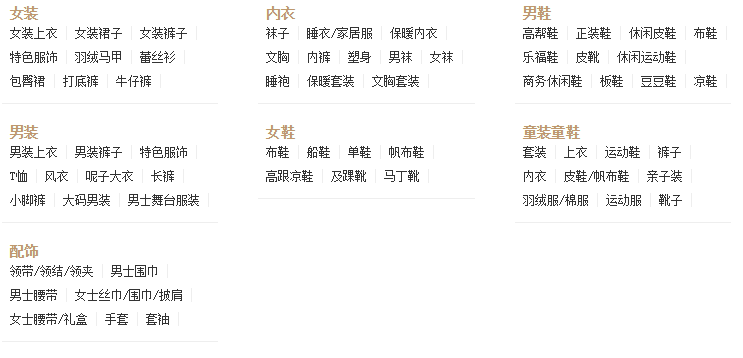 女装
女装上衣 女装裙子 女装裤子
特色服饰 羽绒马甲 蕾丝衫
包臀裙 打底裤 牛仔裤
内衣
袜子 睡衣/家居服 保暖内衣
文胸 内裤 塑身 男袜 女袜
睡袍 保暖套装 文胸套装
男鞋
高帮鞋 正装鞋 休闲皮鞋 布鞋
乐福鞋 皮靴 休闲运动鞋
商务休闲鞋 板鞋 豆豆鞋 凉鞋
男装
男装上衣 男装裤子 特色服饰
T恤 风衣 呢子大衣 长裤
小脚裤 大码男装 男士舞台服装
女鞋
布鞋 船鞋 单鞋 帆布鞋
高跟凉鞋 及踝靴 马丁靴
童装童鞋
套装 上衣 运动鞋 裤子
内衣 皮鞋/帆布鞋 亲子装
羽绒服/棉服 运动服 靴子
配饰
领带/领结/领夹 男士围巾
男士腰带 女士丝巾/围巾/披肩
女士腰带/礼盒 手套 套袖